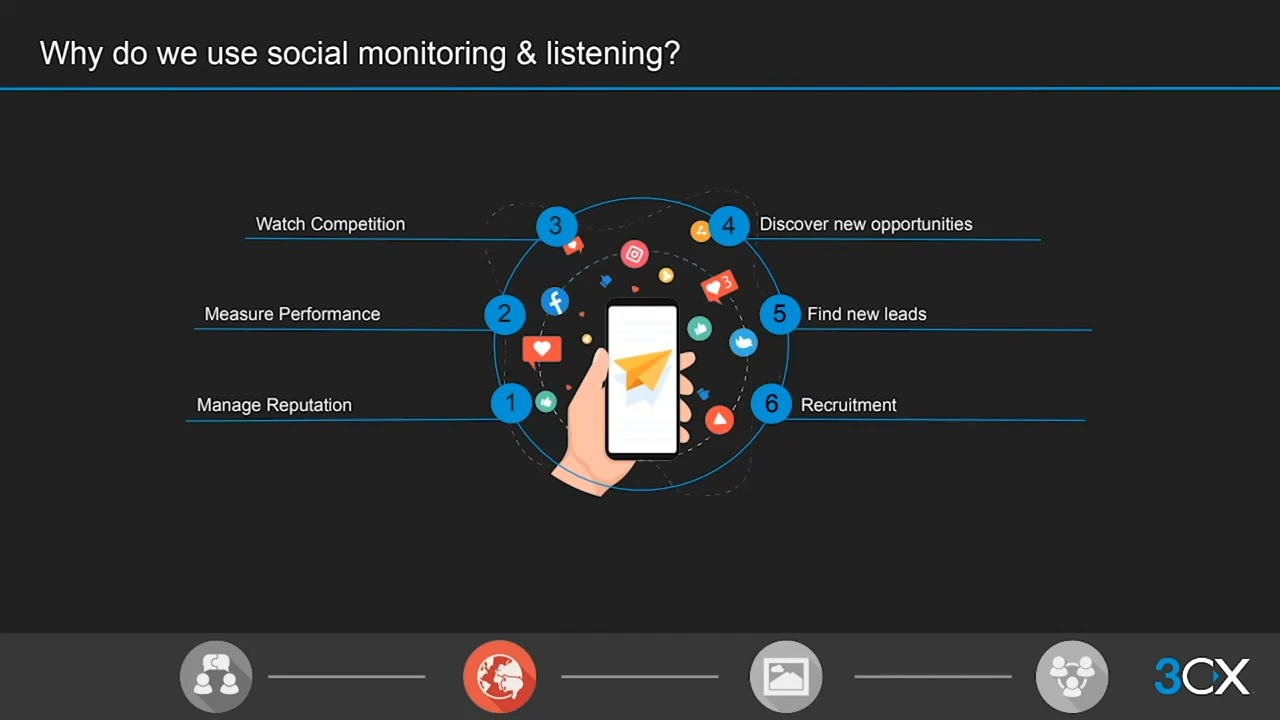 Why do we use social monitoring & listening?
Watch Competition
3
4
Discover new opportunities
3
Measure Performance
2
5
Find new leads
Manage Reputation
1
6
Recruitment
3CX